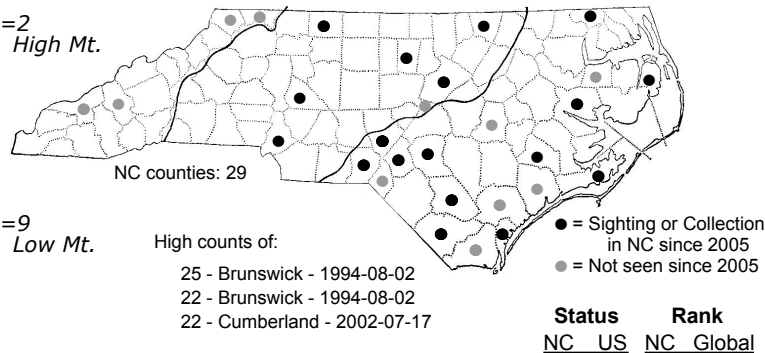 =2
High Mt.
NC counties: 29
=9
Low Mt.
High counts of:
25 - Brunswick - 1994-08-02
22 - Brunswick - 1994-08-02
22 - Cumberland - 2002-07-17
= Sighting or Collection
in NC since 2005
= Not seen since 2005
Status Rank
NC US NC Global